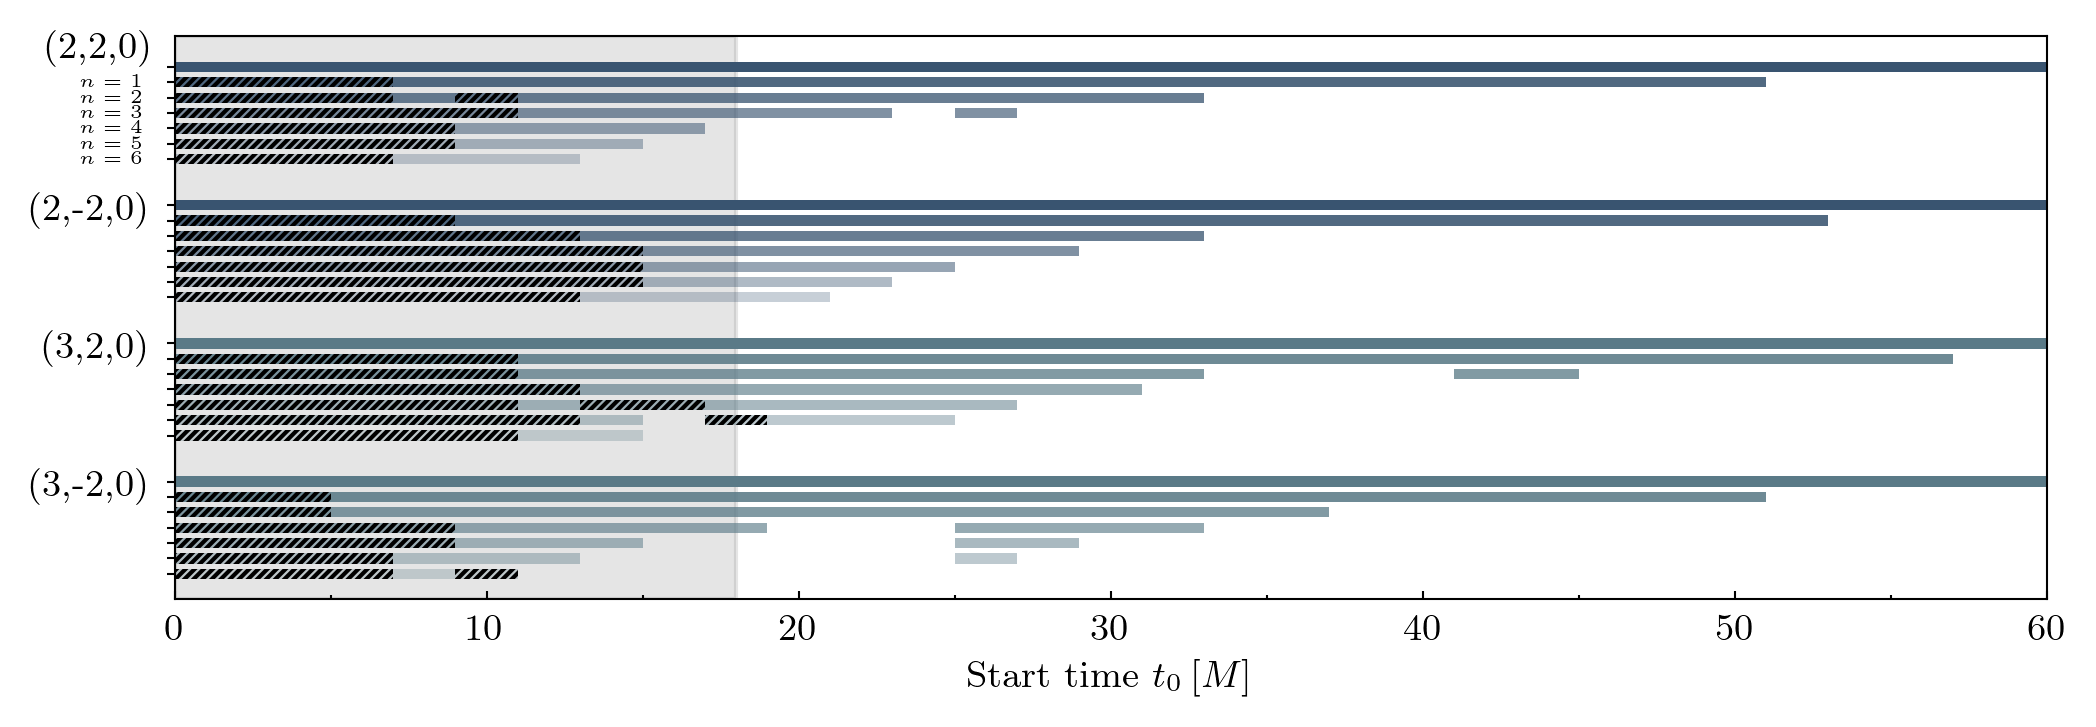 (2,2,0)
n = 1
n = 2
n = 3
n = 4
n = 5
n = 6
(2,-2,0)
(3,2,0)
(3,-2,0)
0 10 20 30 40 50 60
Start time t₀ [M]